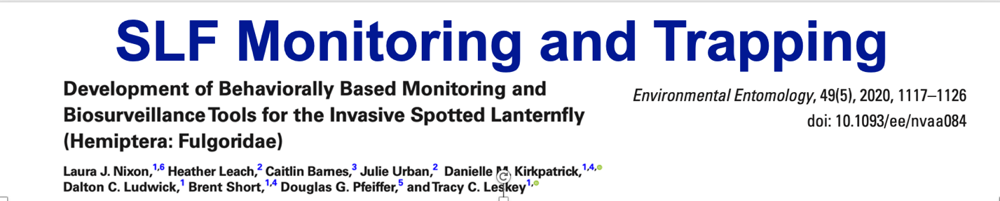 SLF Monitoring and Trapping
Development of Behaviorally Based Monitoring and
Biosurveillance Tools for the Invasive Spotted Lanternfly
(Hemiptera: Fulgoridae)
Environmental Entomology, 49(5), 2020, 1117–1126
doi: 10.1093/ee/nvaa084
Laura J. Nixon,1,6 Heather Leach,2 Caitlin Barnes,3 Julie Urban,2 Danielle M. Kirkpatrick,1,4,
Dalton C. Ludwick,1 Brent Short,1,4 Douglas G. Pfeiffer,5 and Tracy C. Leskey1,